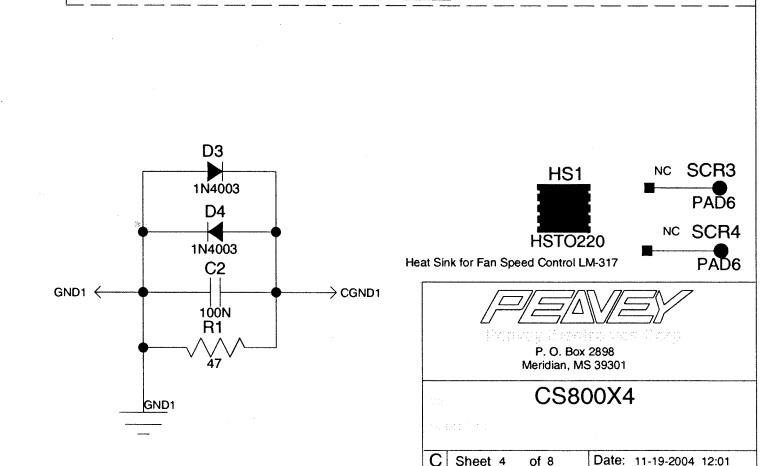 D3
1N4003
D4
1N4003
C2
100N
R1
47
GND1
CGND1
GND1
HS1
HSTO220
Heat Sink for Fan Speed Control LM-317
NC SCR3
PAD6
NC SCR4
PAD6
PEAVEY
P. O. Box 2898
Meridian, MS 39301
CS800X4
C Sheet 4 of 8 Date: 11-19-2004 12:01